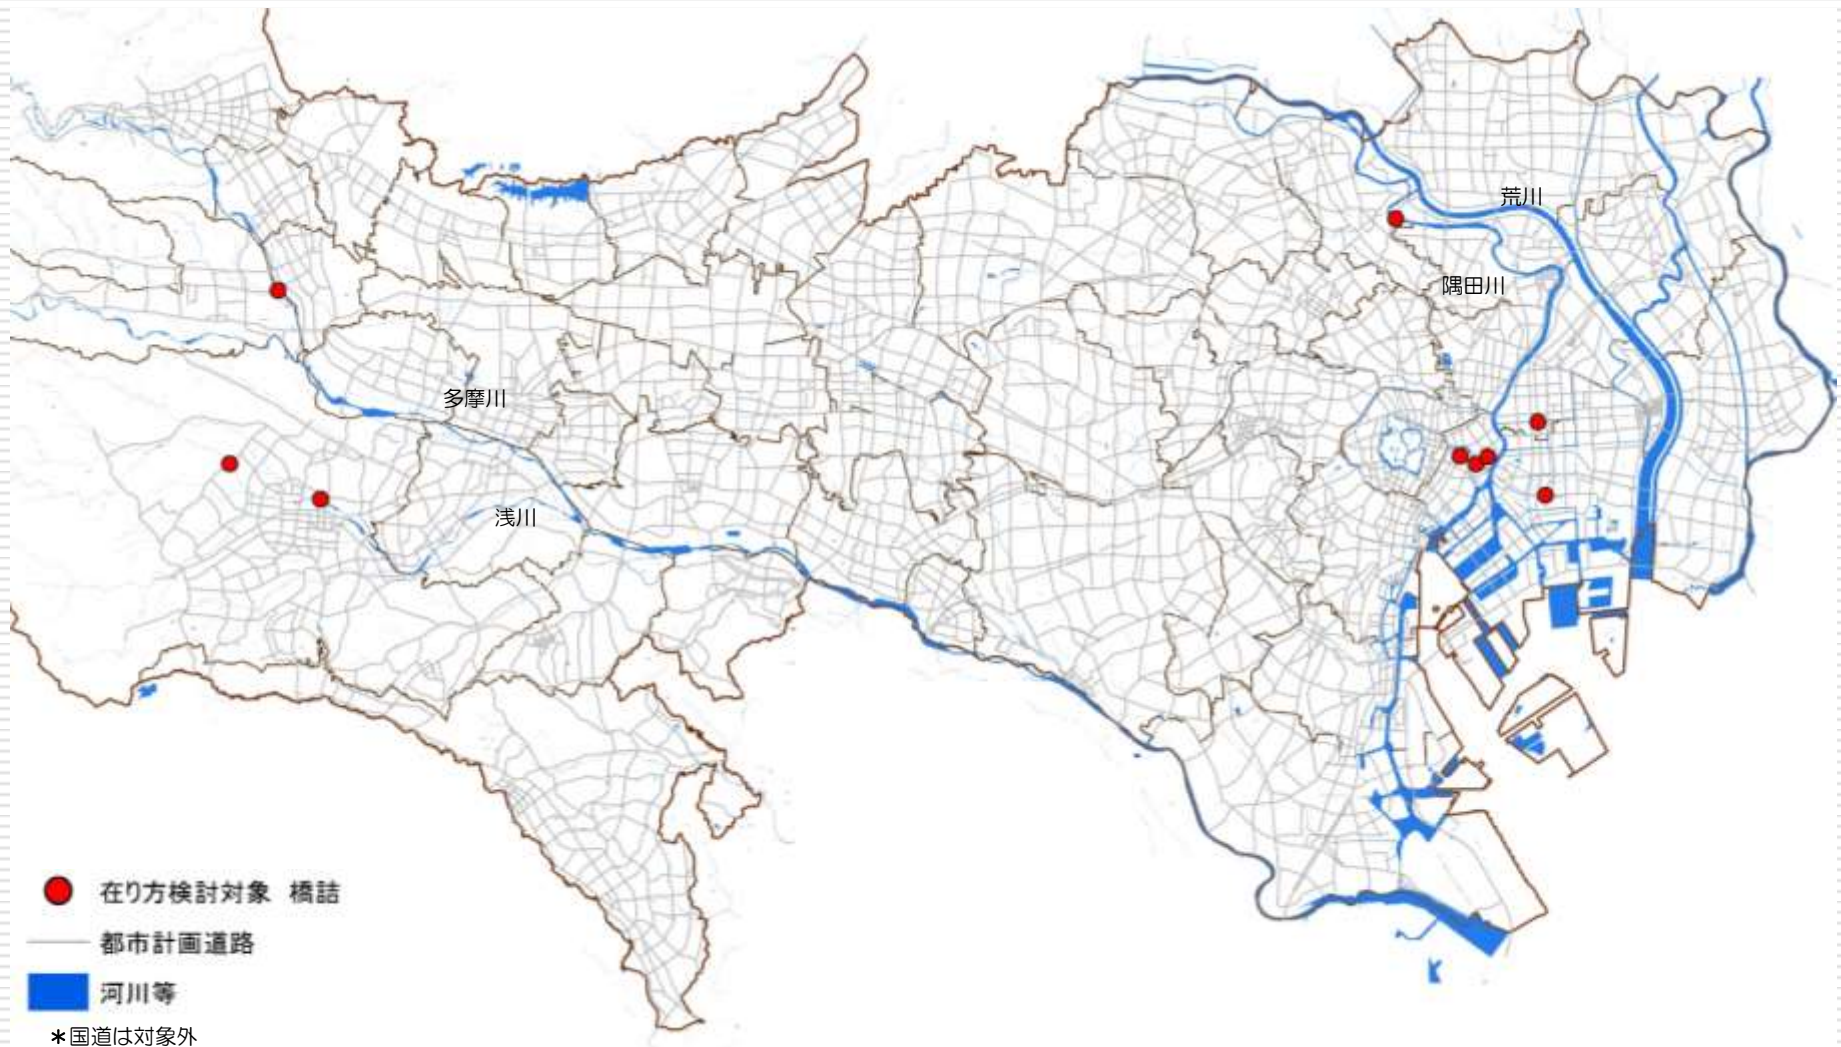 荒川
隅田川
多摩川
浅川
在り方検討対象 橋詰
都市計画道路
河川等
*国道は対象外